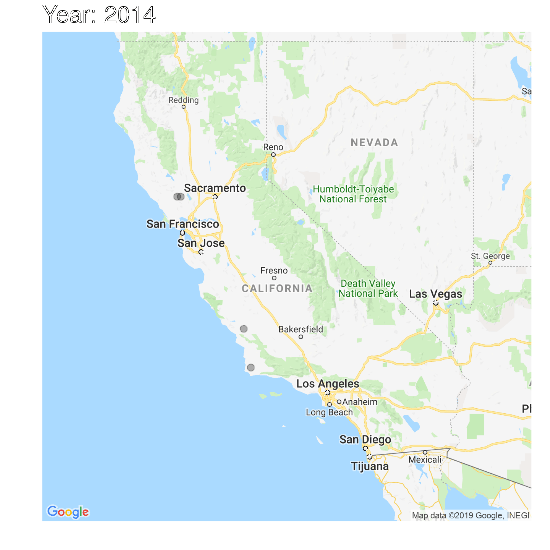 Year: 2014
Redding
Reno
NEVADA
Sacramento
Humboldt-Toiyabe
National Forest
San Francisco
San Jose
St. George
Fresno
CALIFORNIA
Death Valley
National Park
Las Vegas
Bakersfield
Los Angeles
Anaheim
Long Beach
San Diego
Mexicali
Tijuana
Google
Map data ©2019 Google, INEGI